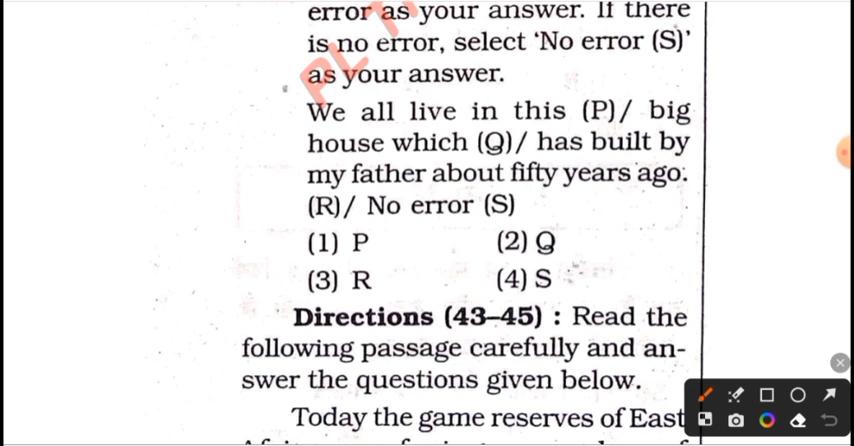 error as your answer. If there
is no error, select ‘No error (S)’
as your answer.
We all live in this (P)/ big
house which (Q)/ has built by
my father about fifty years ago.
(R)/ No error (S)
(1) P (2) Q
(3) R (4) S
Directions (43–45) : Read the
following passage carefully and an-
swer the questions given below.
Today the game reserves of East